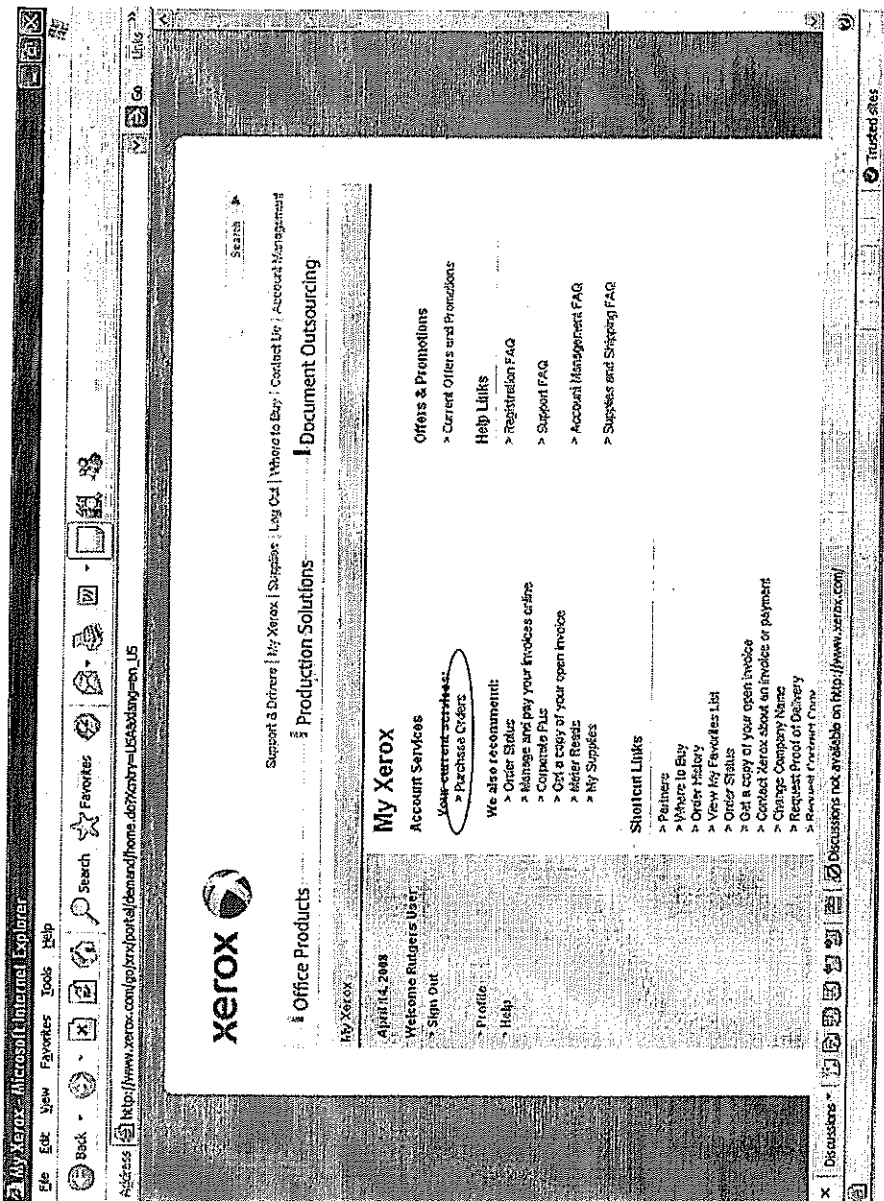 My Xerox - Microsoft Internet Explorer
File Edit View Favorites Tools Help
Back Search Favorites
Address http://www.xerox.com/go/xrx/portal/demand/home.do?Xcntry=USA&xlang=en_US Go Links »
xerox
Search
Support & Drivers | My Xerox | Supplies | Log Out | Where to Buy | Contact Us | Account Management
Office Products Production Solutions Document Outsourcing
My Xerox
April 14, 2008
Welcome Rutgers User
> Sign Out
> Profile
> Help
My Xerox
Account Services
Your current services:
> Purchase Orders
We also recommend:
> Order Status
> Manage and pay your invoices online
> Corporate Plus
> Get a copy of your open invoice
> Meter Reads
> My Supplies
Shortcut Links
> Partners
> Where to Buy
> Order History
> View My Favorites List
> Order Status
> Get a copy of your open invoice
> Contact Xerox about an invoice or payment
> Change Company Name
> Request Proof of Delivery
> Request Contract Copy
Offers & Promotions
> Current Offers and Promotions
Help Links
> Registration FAQ
> Support FAQ
> Account Management FAQ
> Supplies and Shipping FAQ
Discussions Discussions not available on http://www.xerox.com/
Trusted sites